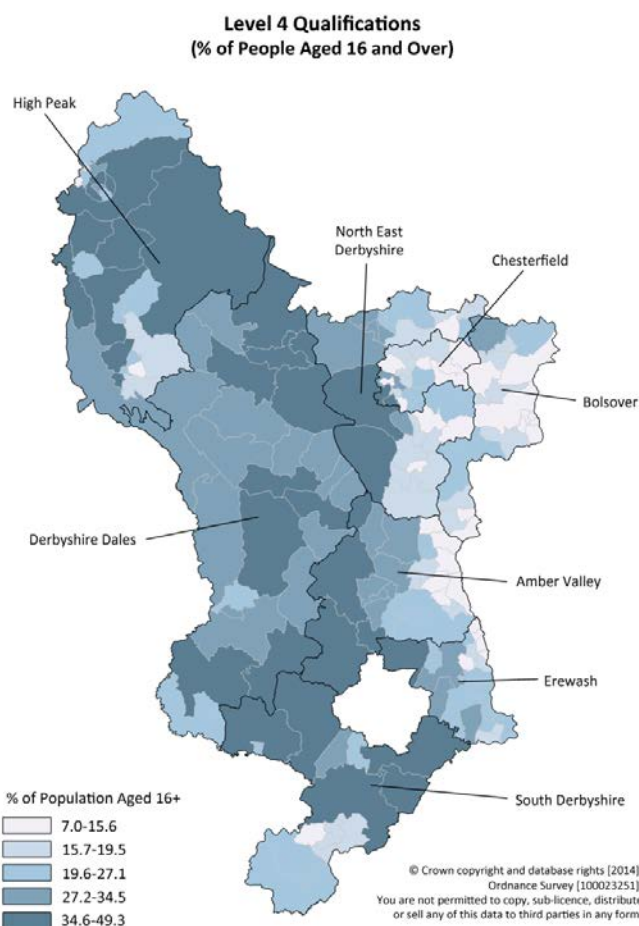 Level 4 Qualifications
(% of People Aged 16 and Over)
High Peak
North East
Derbyshire
Chesterfield
Bolsover
Derbyshire Dales
Amber Valley
Erewash
South Derbyshire
% of Population Aged 16+
7.0-15.6
15.7-19.5
19.6-27.1
27.2-34.5
34.6-49.3
© Crown copyright and database rights [2014]
Ordnance Survey [100023251]
You are not permitted to copy, sub-licence, distribute
or sell any of this data to third parties in any form